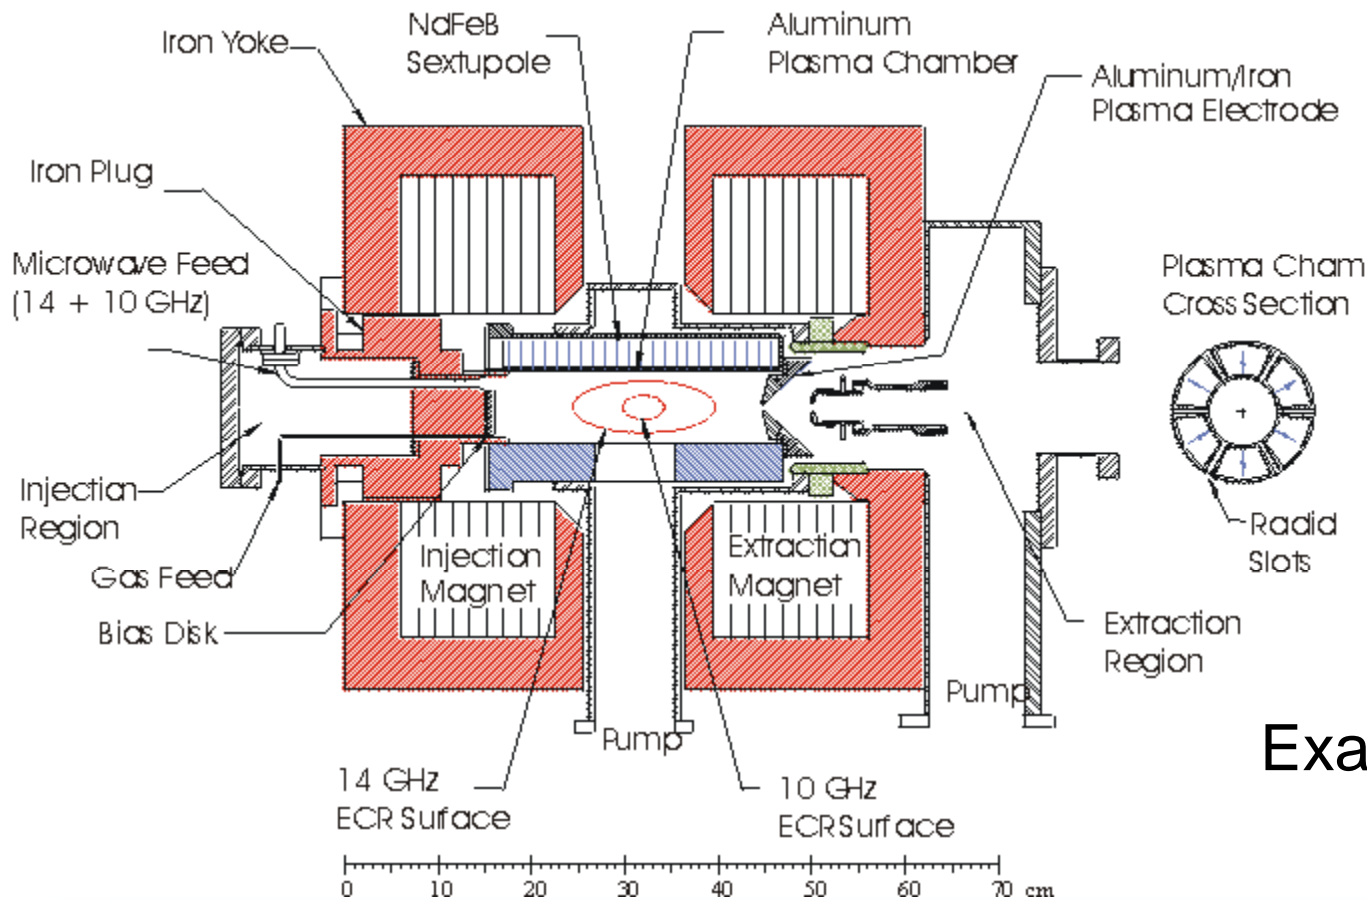 Iron Yoke
NdFeB
Sextupole
Aluminum
Plasma Chamber
Aluminum/Iron
Plasma Electrode
Iron Plug
Microwave Feed
(14 + 10 GHz)
Plasma Cham
Cross Section
Injection
Region
Gas Feed
Bias Disk
Injection
Magnet
Extraction
Magnet
Radid
Slots
Extraction
Region
Pump
Pump
Exa
14 GHz
ECR Surface
10 GHz
ECR Surface
0 10 20 30 40 50 60 70 cm